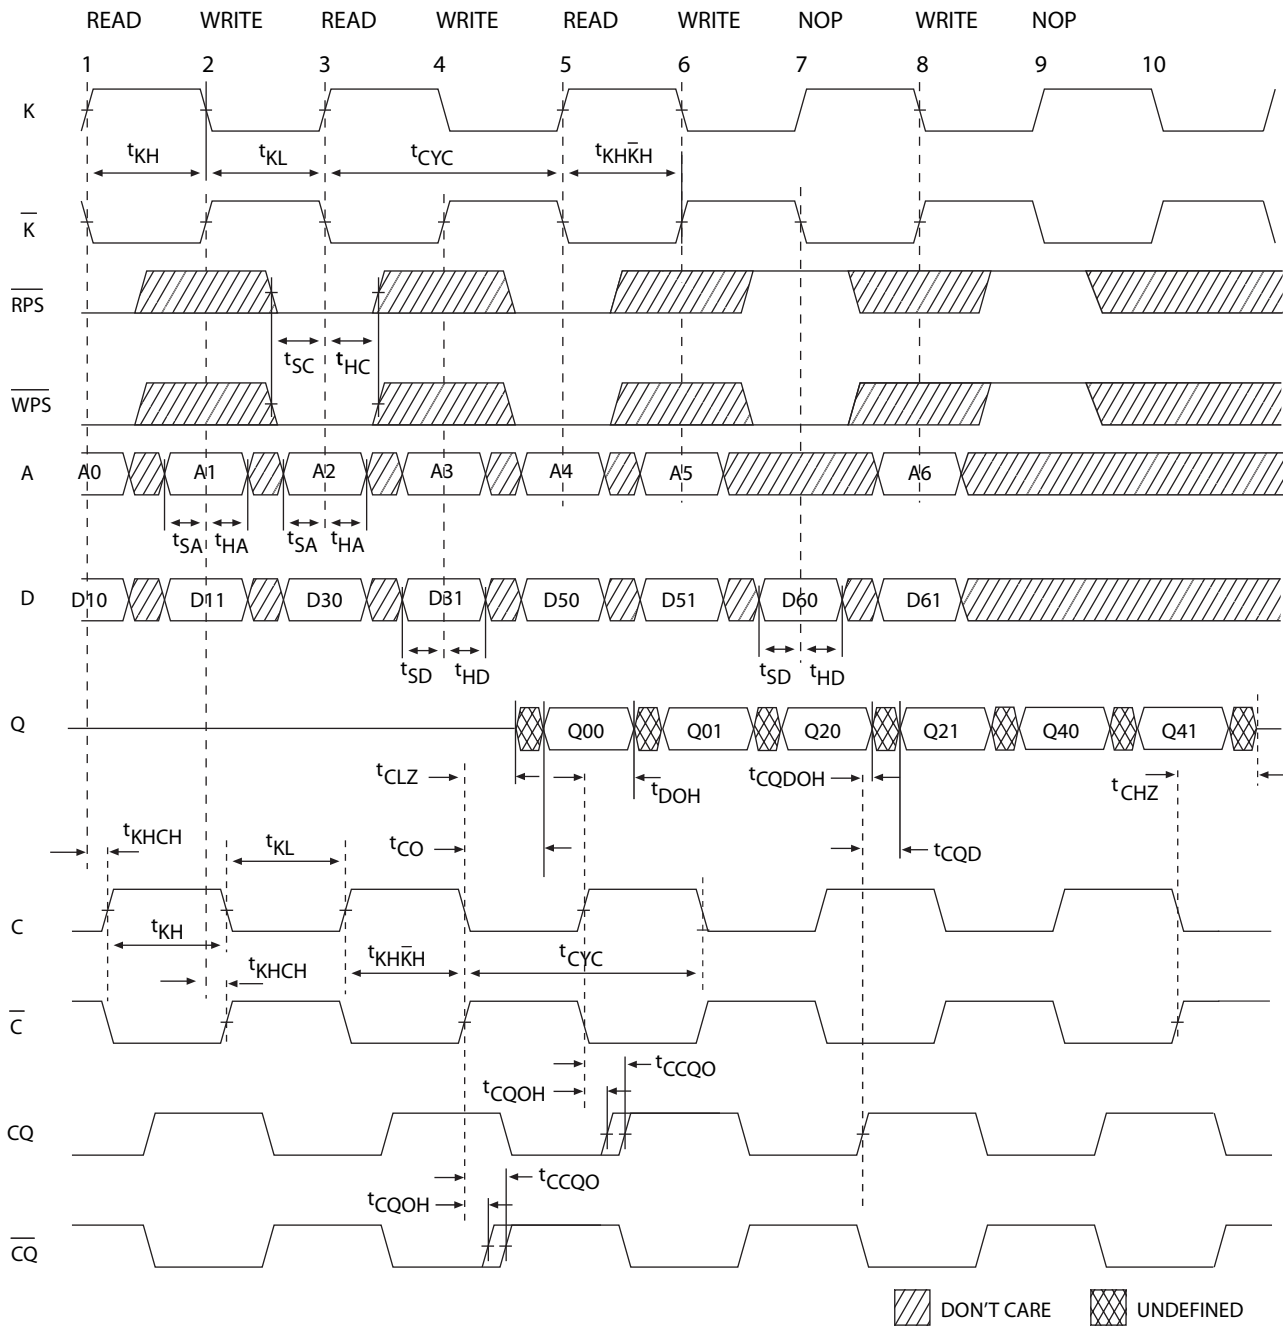 READ WRITE READ WRITE READ WRITE NOP WRITE NOP
1 2 3 4 5 6 7 8 9 10
K
tKH tKL tCYC tKHK̅H
K̅
R̅P̅S̅
tSC tHC
W̅P̅S̅
A A0 A1 A2 A3 A4 A5 A6
tSA tHA tSA tHA
D D10 D11 D30 D31 D50 D51 D60 D61
tSD tHD tSD tHD
Q Q00 Q01 Q20 Q21 Q40 Q41
tCLZ tDOH tCQDOH tCHZ
tKHCH tKL tCO tCQD
C
tKH tKHK̅H tCYC
tKHCH
C̅
tCCQO
tCQOH
CQ
tCCQO
tCQOH
C̅Q̅
DON'T CARE UNDEFINED